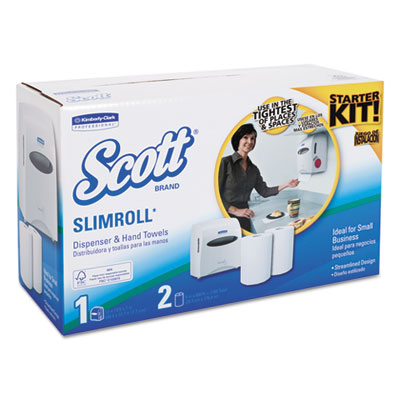 Kimberly-Clark
PROFESSIONAL*
Scott®
BRAND
SLIMROLL*
Dispenser & Hand Towels
Distribuidora y toallas para las manos
FSC
1
2
USE IN THE
TIGHTEST
OF PLACES
& SPACES!
STARTER
KIT!
Ideal for Small
Business
Ideal para negocios
pequeños
• Streamlined Design
• Diseño estilizado